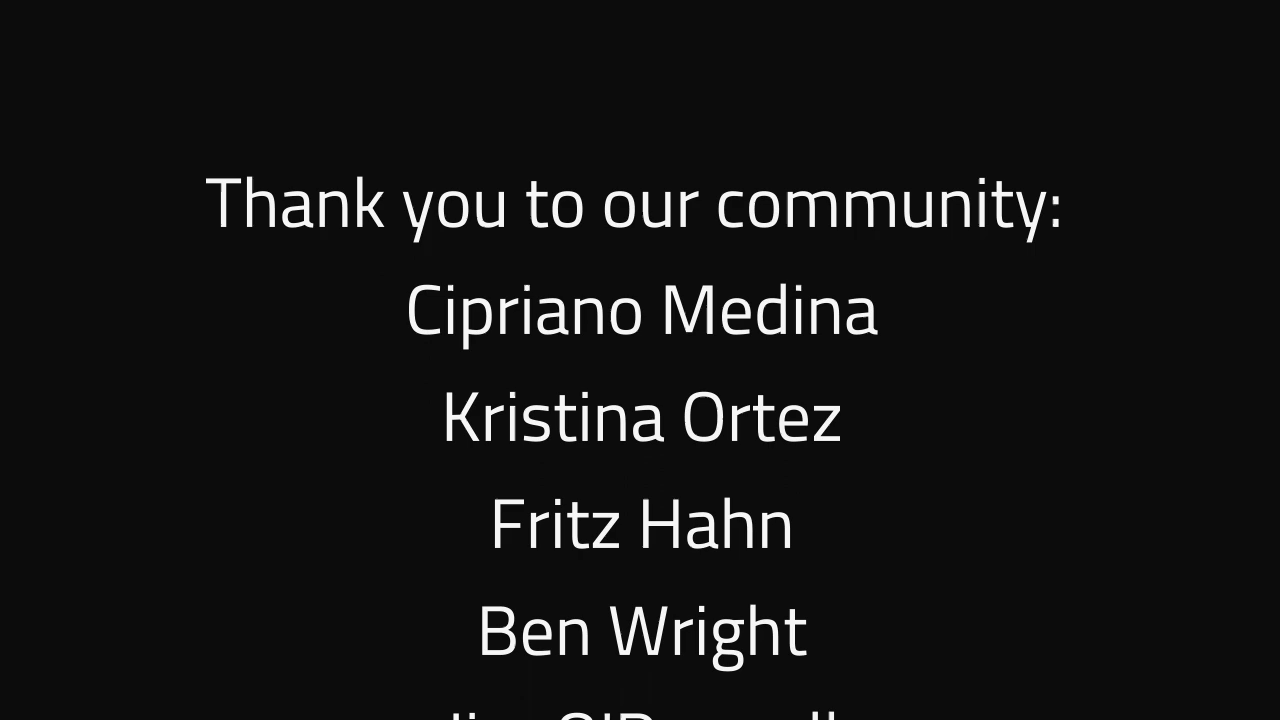 Thank you to our community:
Cipriano Medina
Kristina Ortez
Fritz Hahn
Ben Wright